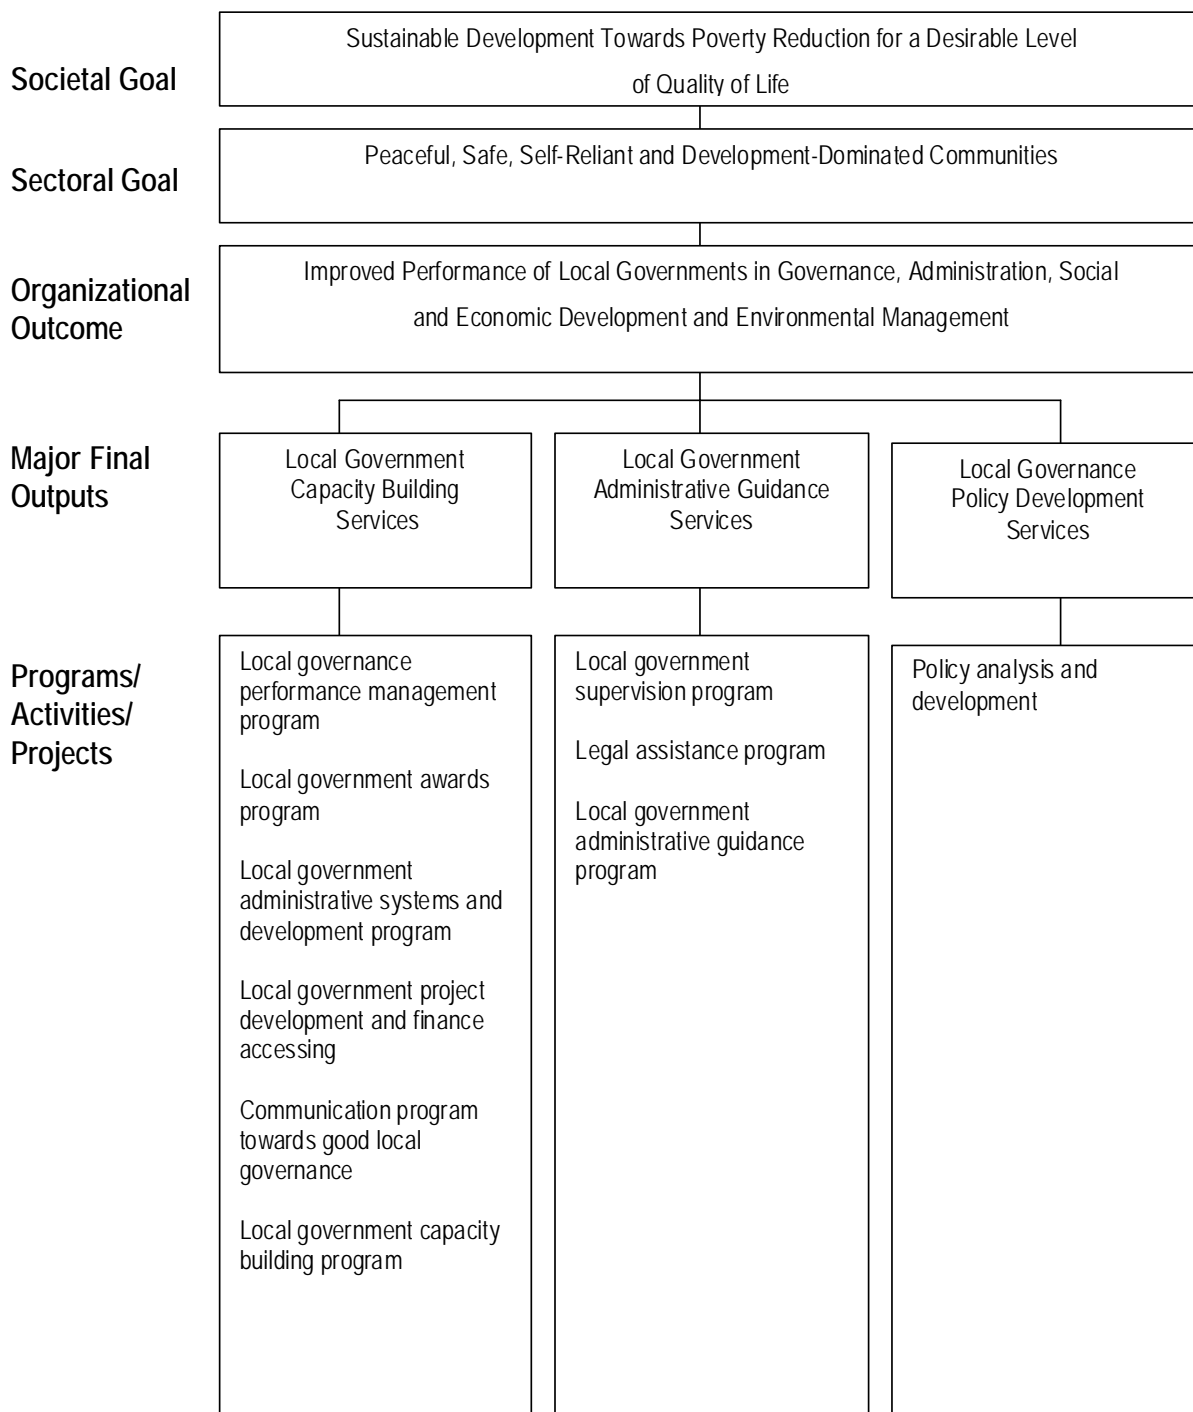 Sustainable Development Towards Poverty Reduction for a Desirable Level
of Quality of Life
Societal Goal
Peaceful, Safe, Self-Reliant and Development-Dominated Communities
Sectoral Goal
Improved Performance of Local Governments in Governance, Administration, Social
and Economic Development and Environmental Management
Organizational
Outcome
Major Final
Outputs
Local Government
Capacity Building
Services
Local Government
Administrative Guidance
Services
Local Governance
Policy Development
Services
Programs/
Activities/
Projects
Local governance
performance management
program
Local government awards
program
Local government
administrative systems and
development program
Local government project
development and finance
accessing
Communication program
towards good local
governance
Local government capacity
building program
Local government
supervision program
Legal assistance program
Local government
administrative guidance
program
Policy analysis and
development